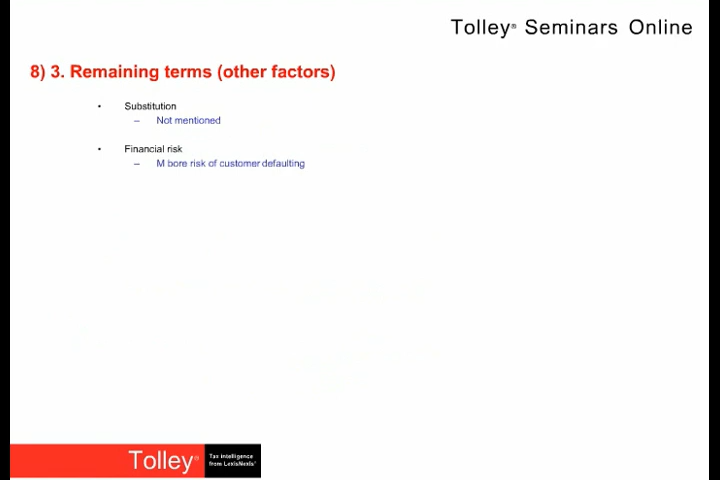 Tolley® Seminars Online
8) 3. Remaining terms (other factors)
• Substitution
– Not mentioned
• Financial risk
– M bore risk of customer defaulting
Tolley®
Tax intelligence
from LexisNexis®